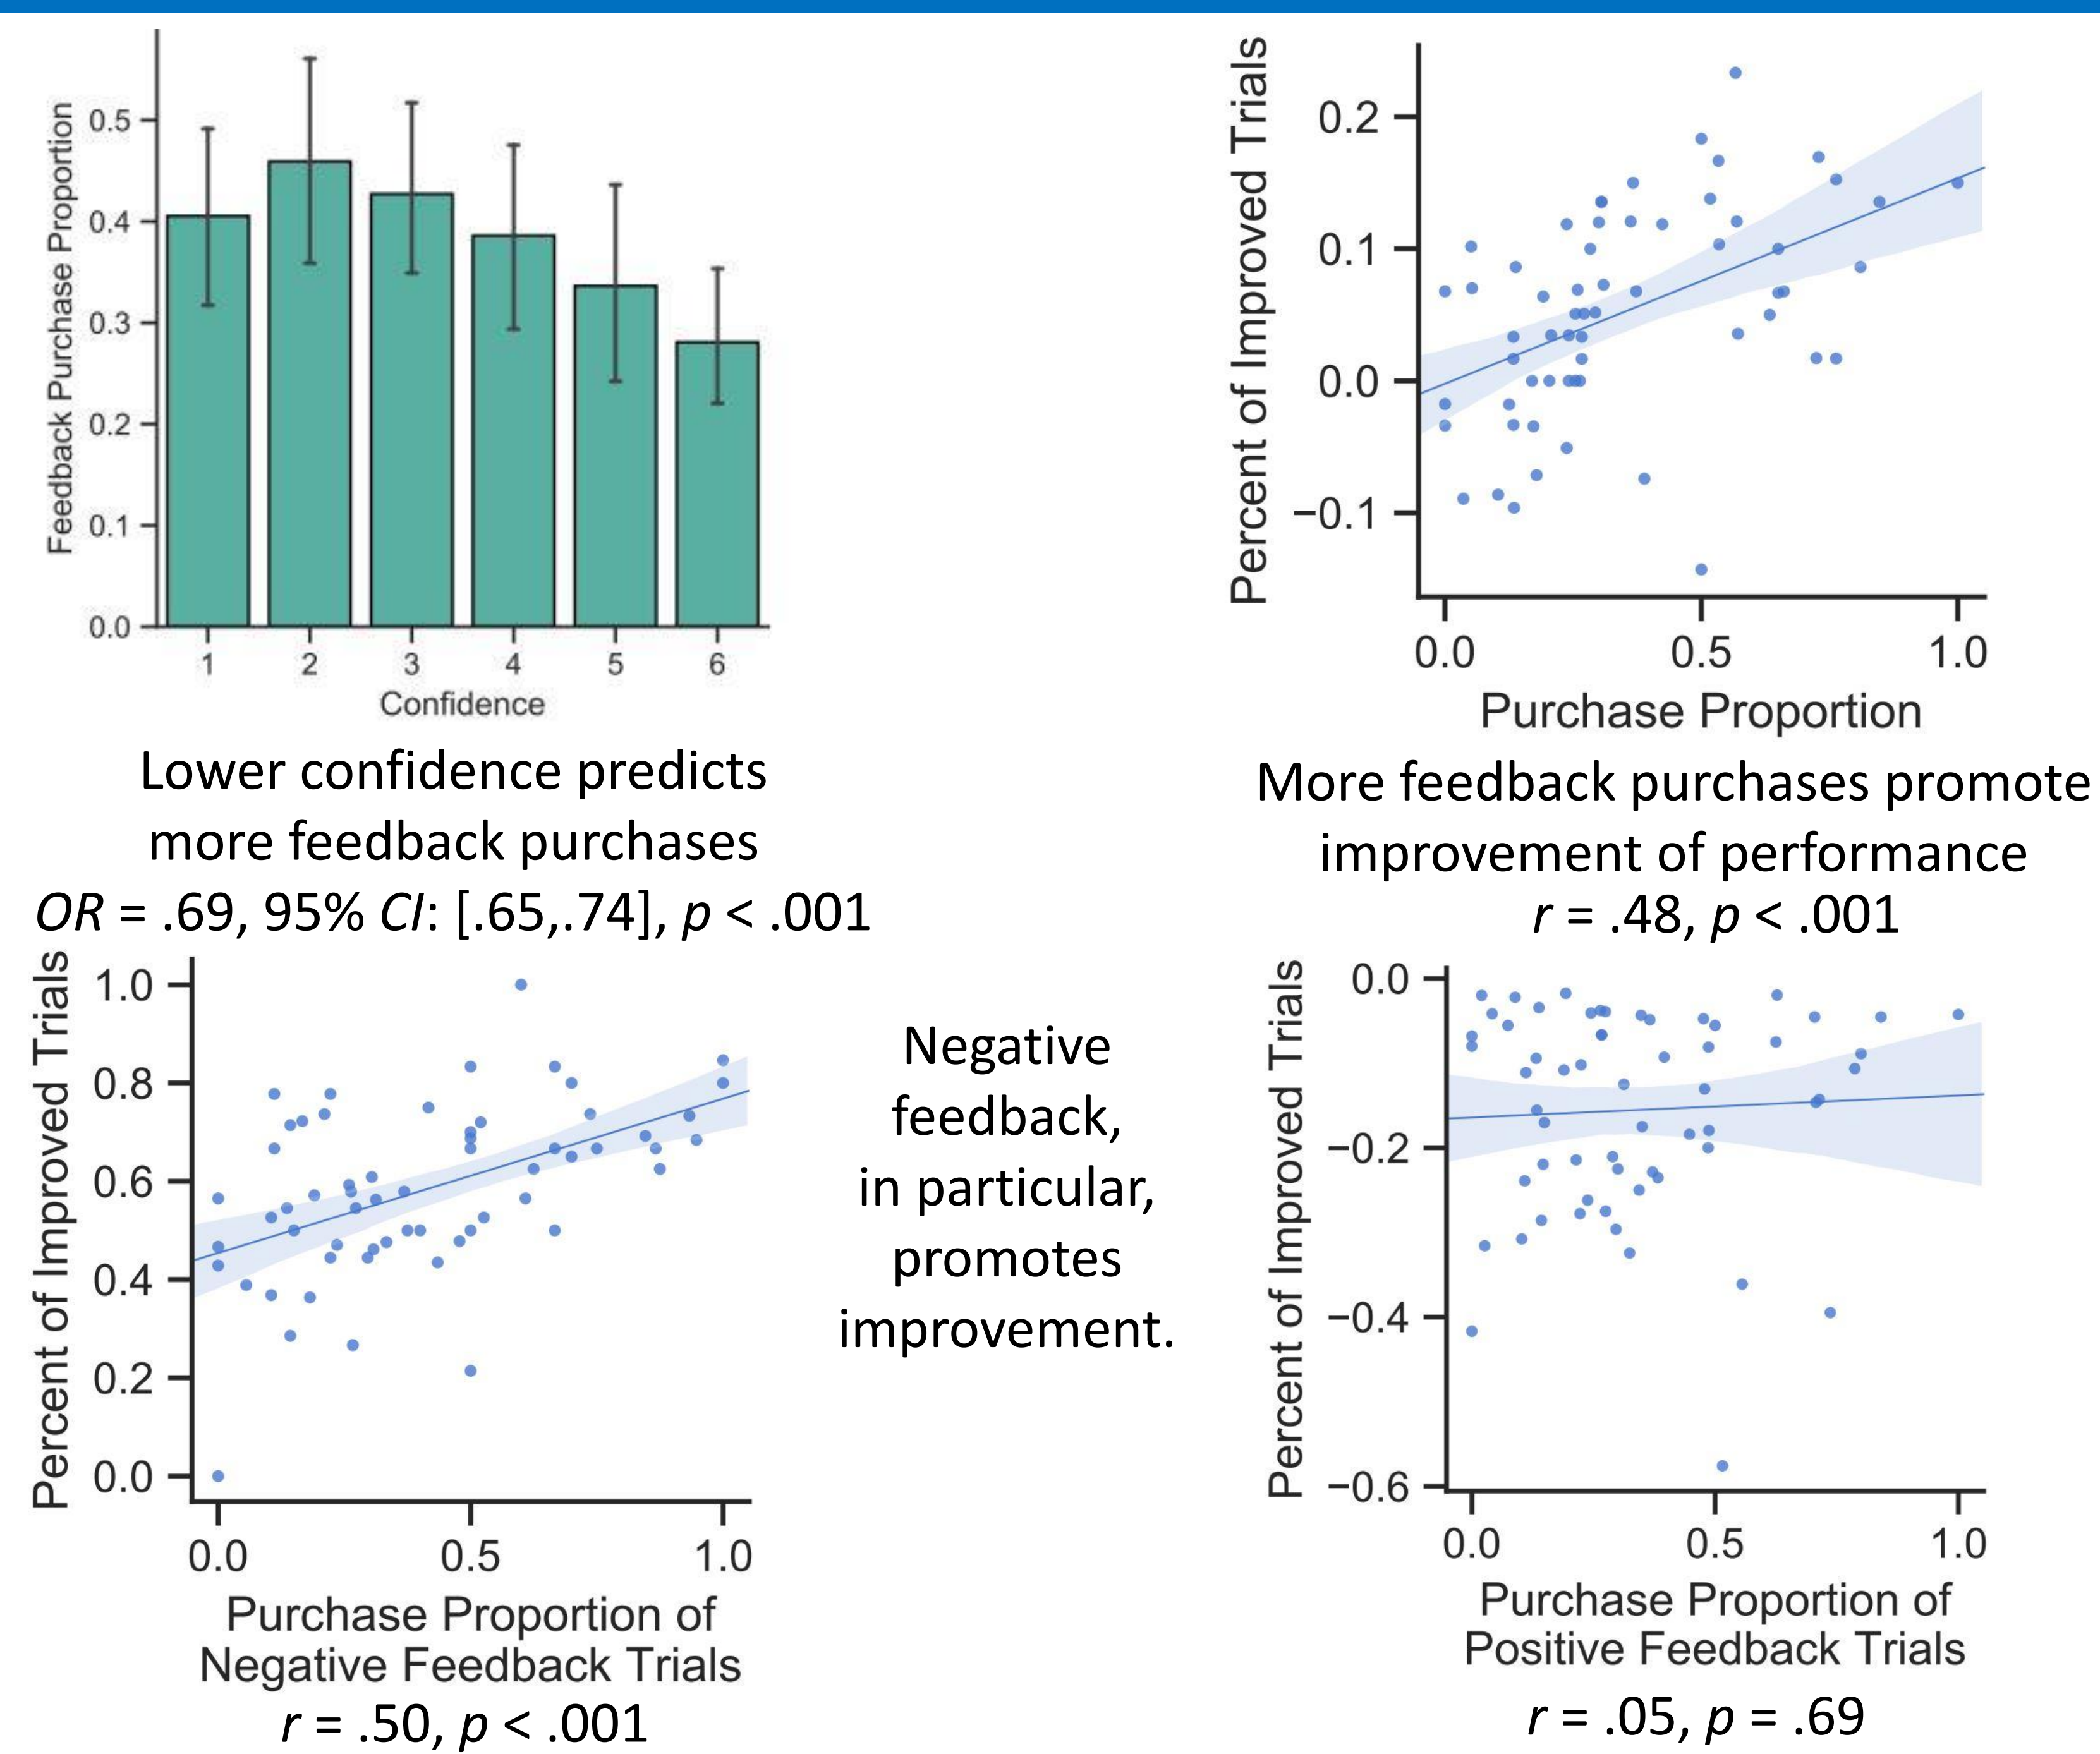 Feedback Purchase Proportion
0.5
0.4
0.3
0.2
0.1
0.0
1 2 3 4 5 6
Confidence
Lower confidence predicts
more feedback purchases
OR = .69, 95% CI: [.65,.74], p < .001
Percent of Improved Trials
0.2
0.1
0.0
−0.1
0.0 0.5 1.0
Purchase Proportion
More feedback purchases promote
improvement of performance
r = .48, p < .001
Percent of Improved Trials
1.0
0.8
0.6
0.4
0.2
0.0
0.0 0.5 1.0
Purchase Proportion of
Negative Feedback Trials
r = .50, p < .001
Negative
feedback,
in particular,
promotes
improvement.
Percent of Improved Trials
0.0
−0.2
−0.4
−0.6
0.0 0.5 1.0
Purchase Proportion of
Positive Feedback Trials
r = .05, p = .69